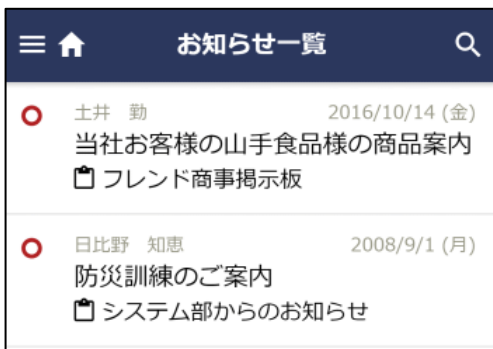 お知らせ一覧
土井　勤 2016/10/14 (金)
当社お客様の山手食品様の商品案内
フレンド商事掲示板
日比野　知恵 2008/9/1 (月)
防災訓練のご案内
システム部からのお知らせ